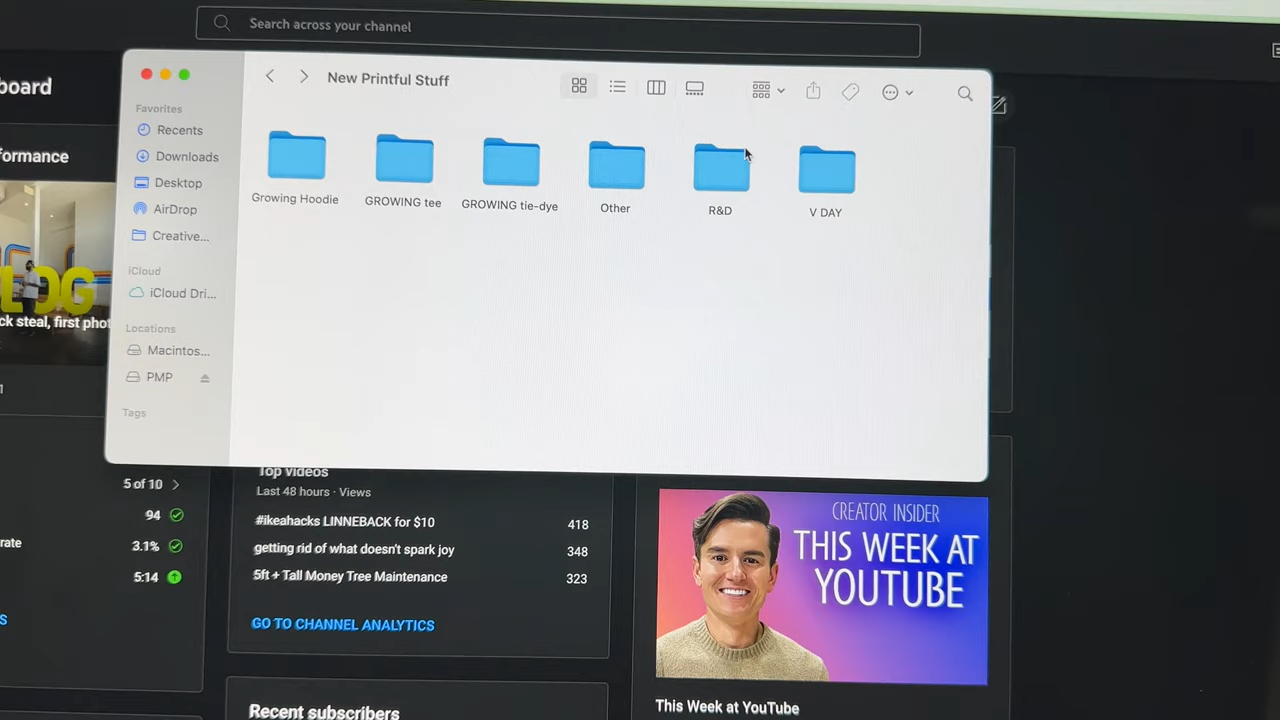 Search across your channel
board
New Printful Stuff
Favorites
Recents
Downloads
Desktop
AirDrop
Creative...
iCloud
iCloud Dri...
Locations
Macintos...
PMP
Tags
Growing Hoodie
GROWING tee
GROWING tie-dye
Other
R&D
V DAY
formance
LOG
ck steal, first phot
1
5 of 10
94
rate
3.1%
5:14
S
Top videos
Last 48 hours · Views
#ikeahacks LINNEBACK for $10 418
getting rid of what doesn't spark joy 348
5ft + Tall Money Tree Maintenance 323
GO TO CHANNEL ANALYTICS
Recent subscribers
CREATOR INSIDER
THIS WEEK AT
YOUTUBE
This Week at YouTube